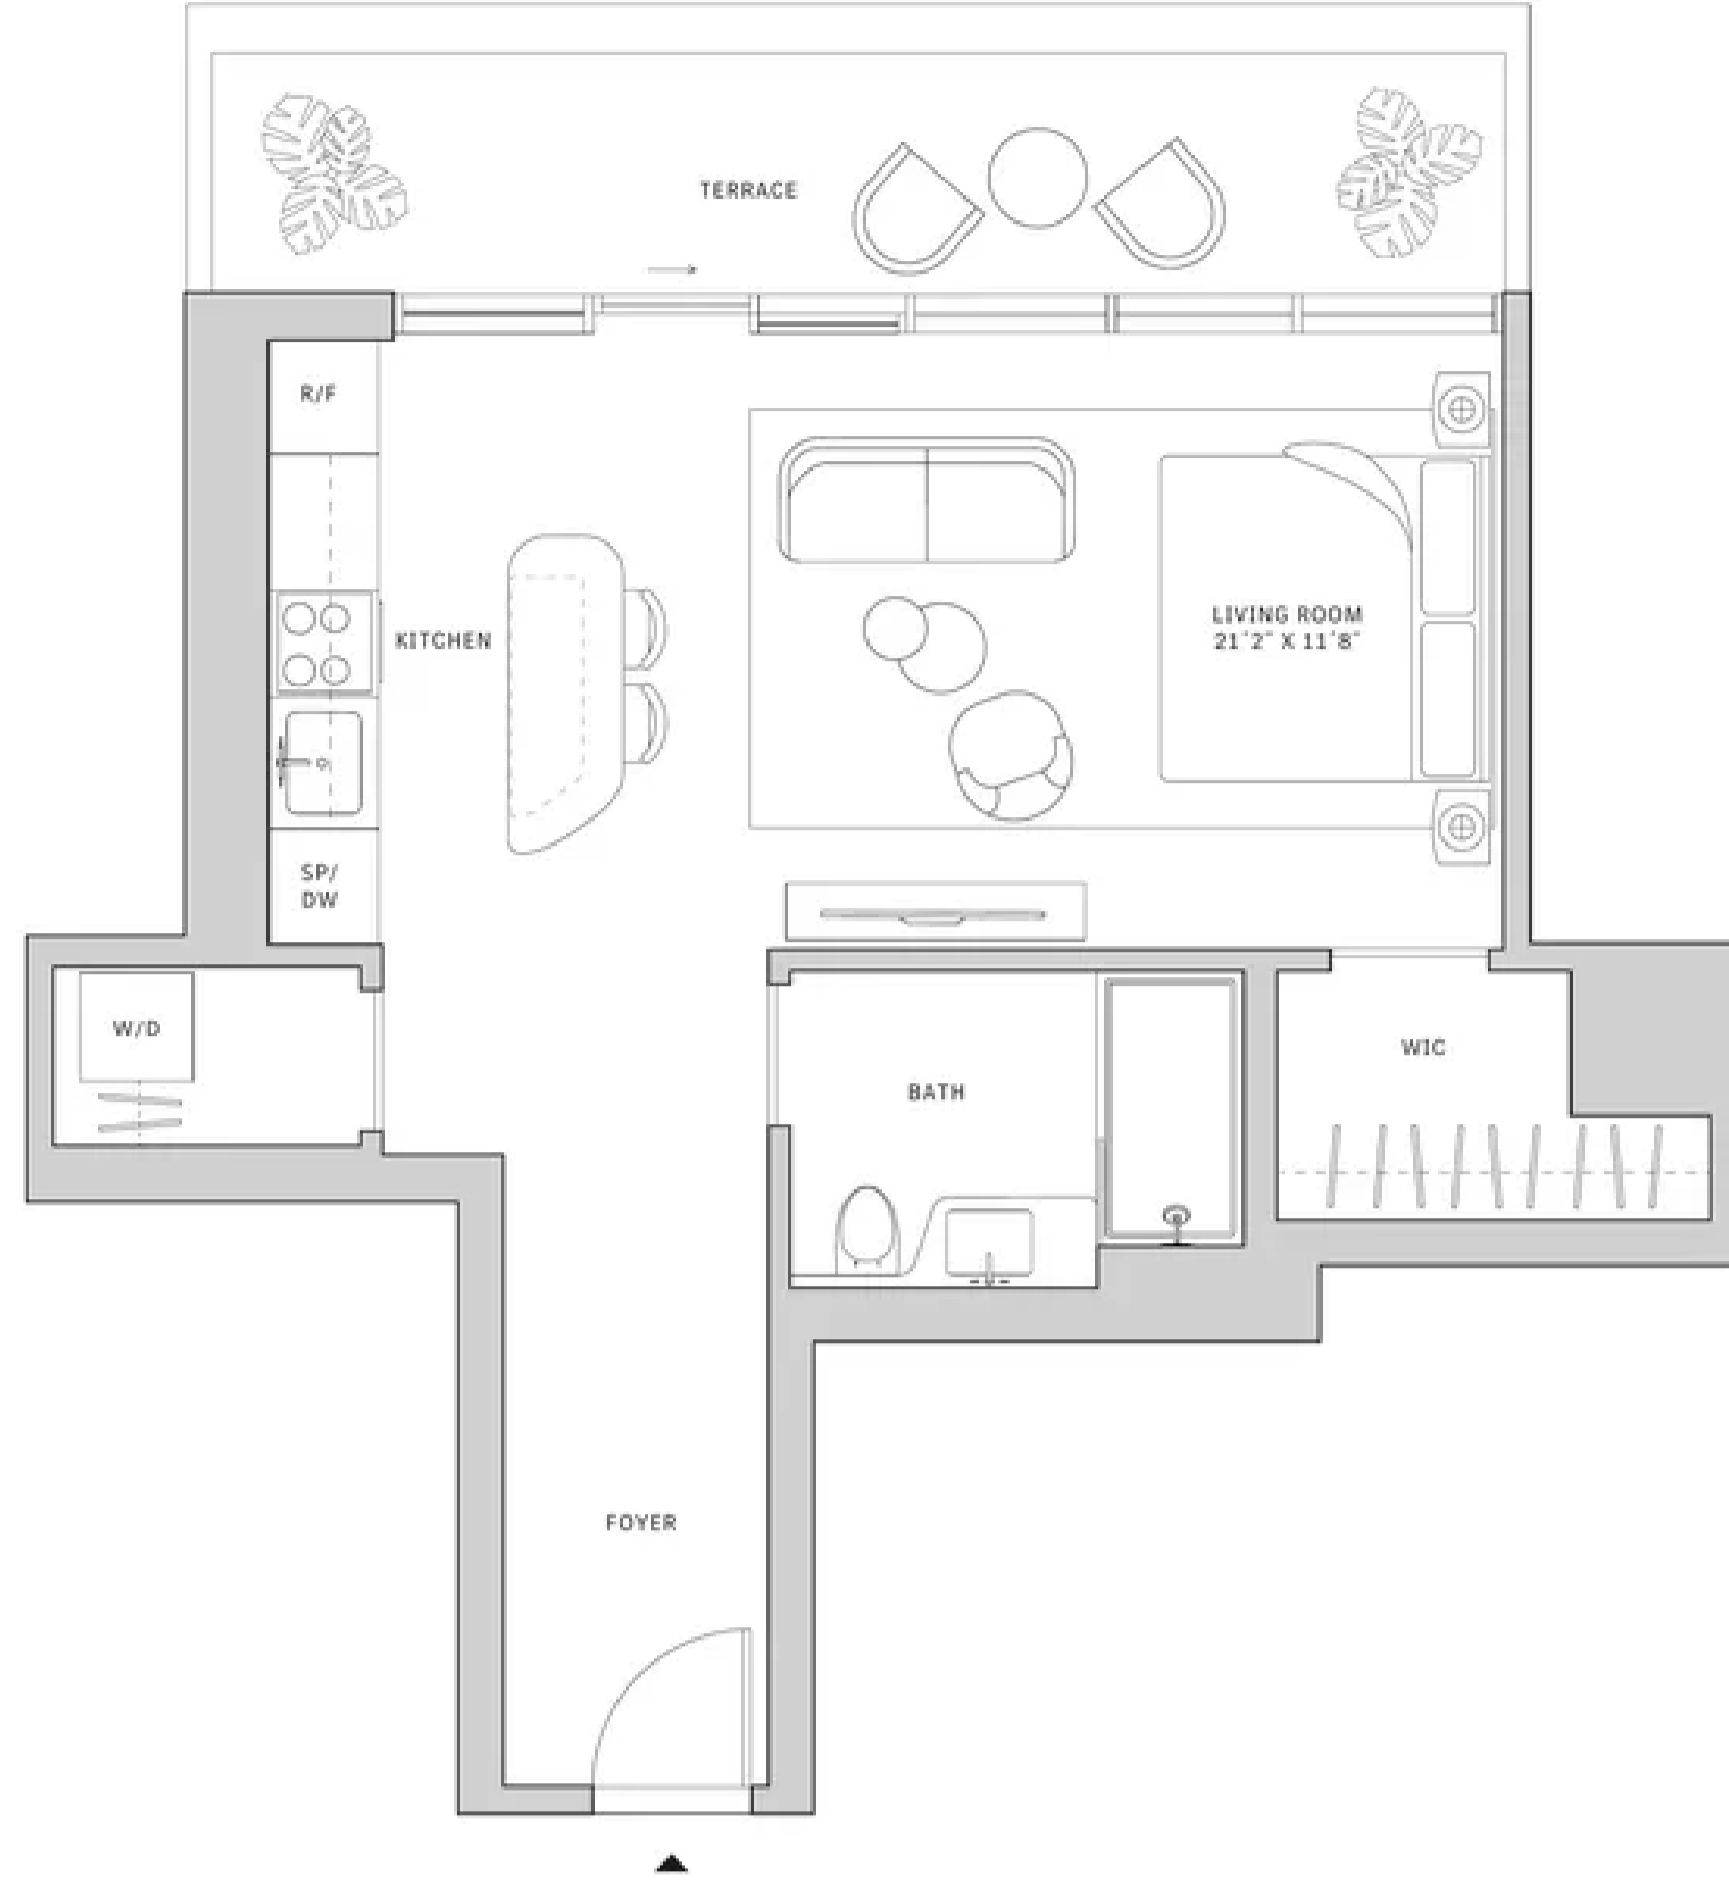 TERRACE
R/F
KITCHEN
LIVING ROOM
21'2" X 11'8"
SP/
DW
W/D
BATH
WIC
FOYER